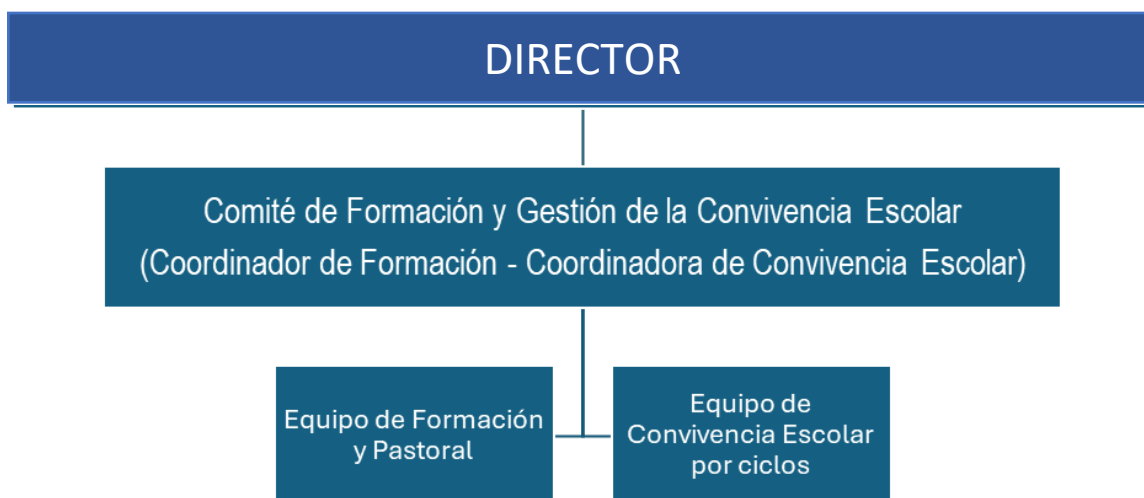 DIRECTOR
Comité de Formación y Gestión de la Convivencia Escolar
(Coordinador de Formación - Coordinadora de Convivencia Escolar)
Equipo de Formación
y Pastoral
Equipo de
Convivencia Escolar
por ciclos